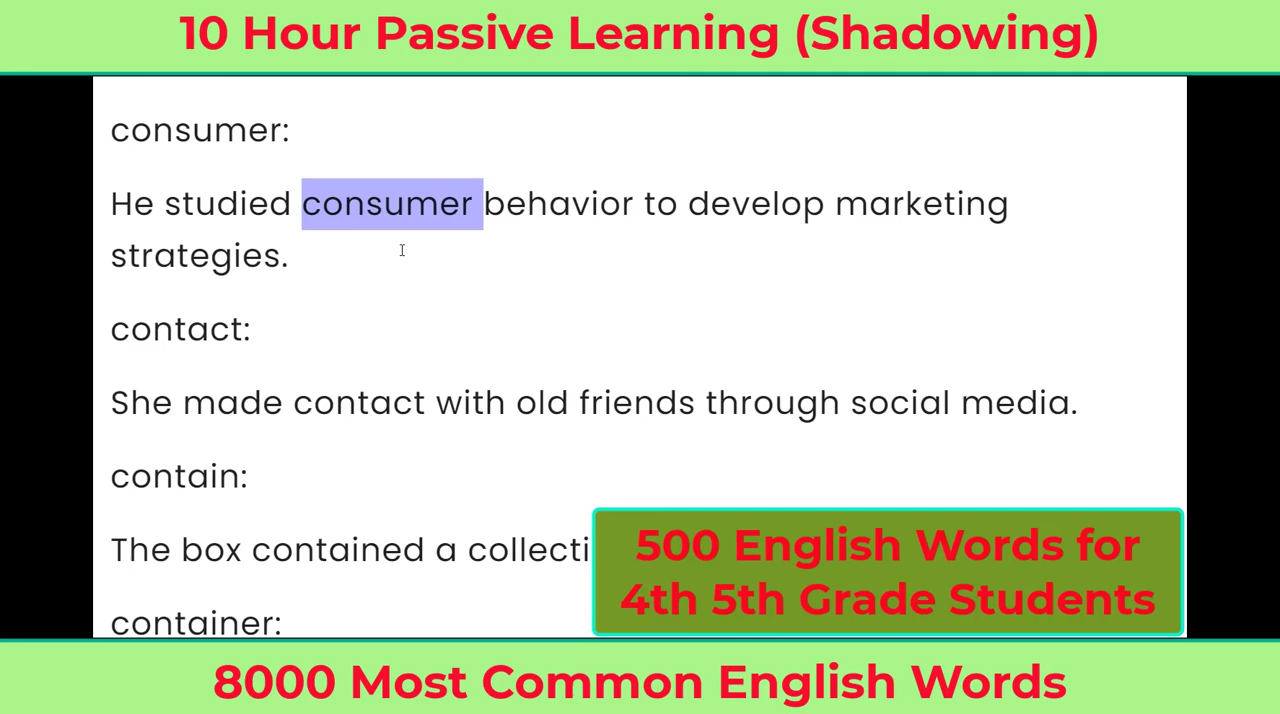 10 Hour Passive Learning (Shadowing)
consumer:
He studied consumer behavior to develop marketing
strategies.
contact:
She made contact with old friends through social media.
contain:
The box contained a
container:
500 English Words for
4th 5th Grade Students
8000 Most Common English Words